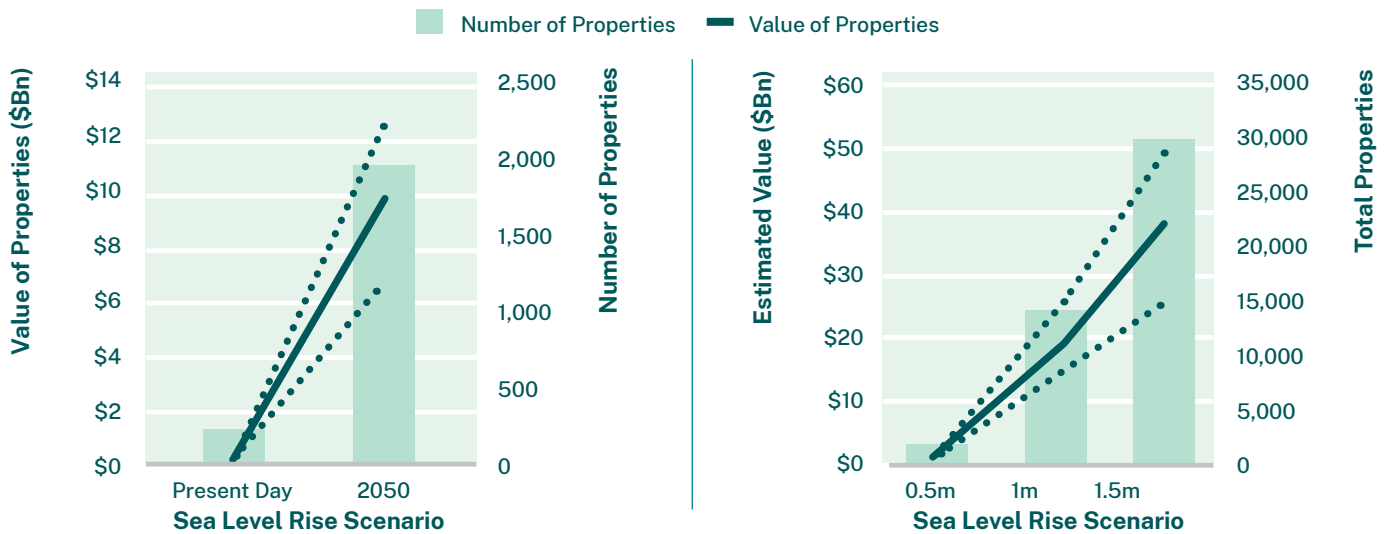 Number of Properties
Value of Properties
Value of Properties ($Bn)
$14
$12
$10
$8
$6
$4
$2
$0
2,500
2,000
1,500
1,000
500
0
Number of Properties
Present Day
2050
Sea Level Rise Scenario
Estimated Value ($Bn)
$60
$50
$40
$30
$20
$10
$0
35,000
30,000
25,000
20,000
15,000
10,000
5,000
0
Total Properties
0.5m
1m
1.5m
Sea Level Rise Scenario